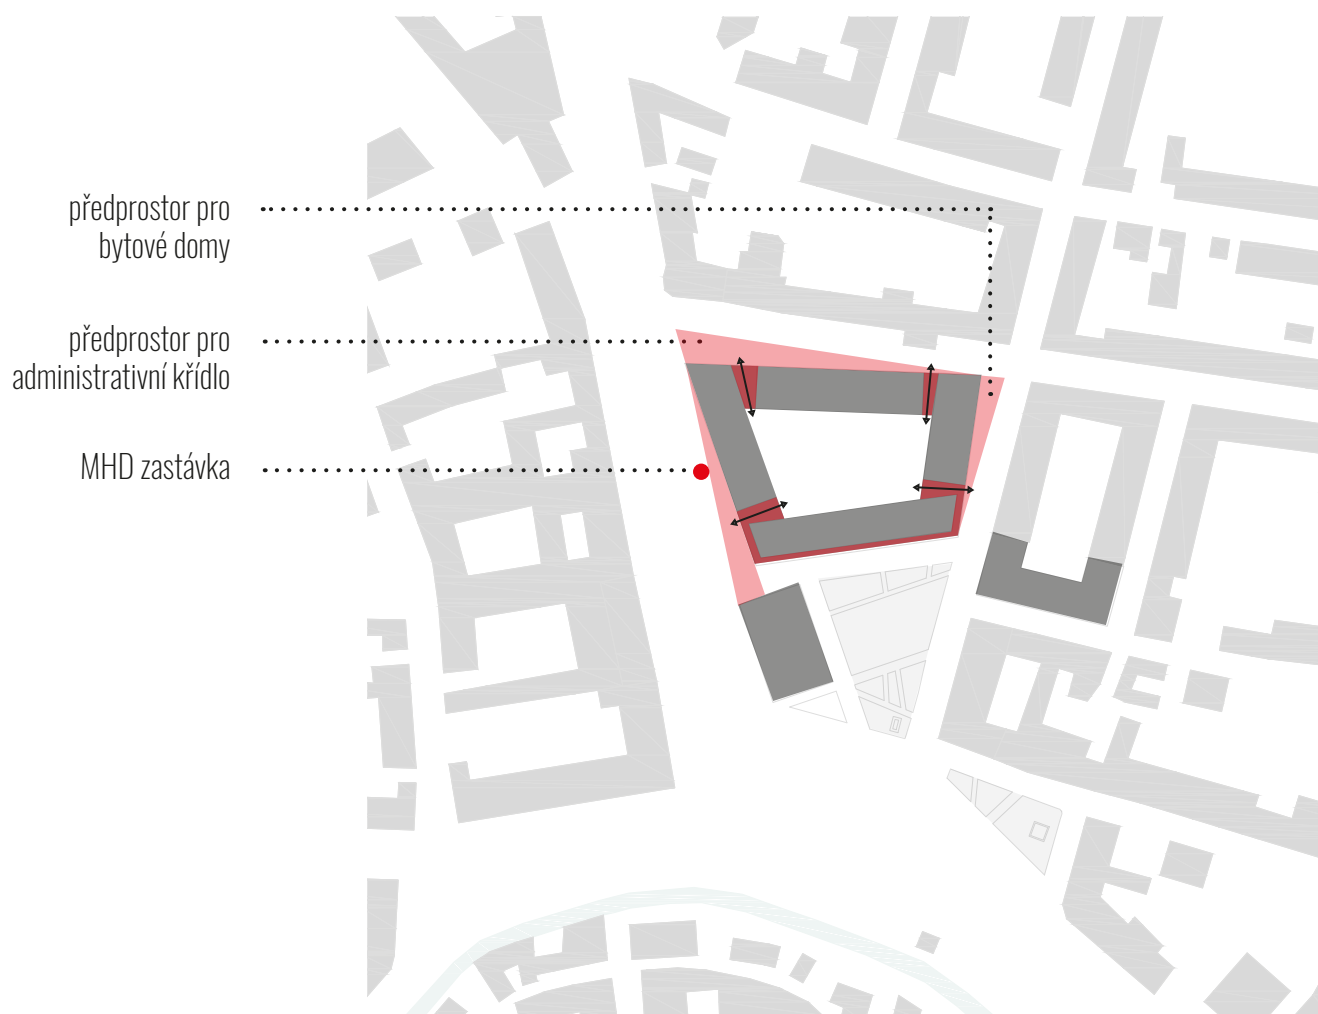 předprostor pro
bytové domy
předprostor pro
administrativní křídlo
MHD zastávka